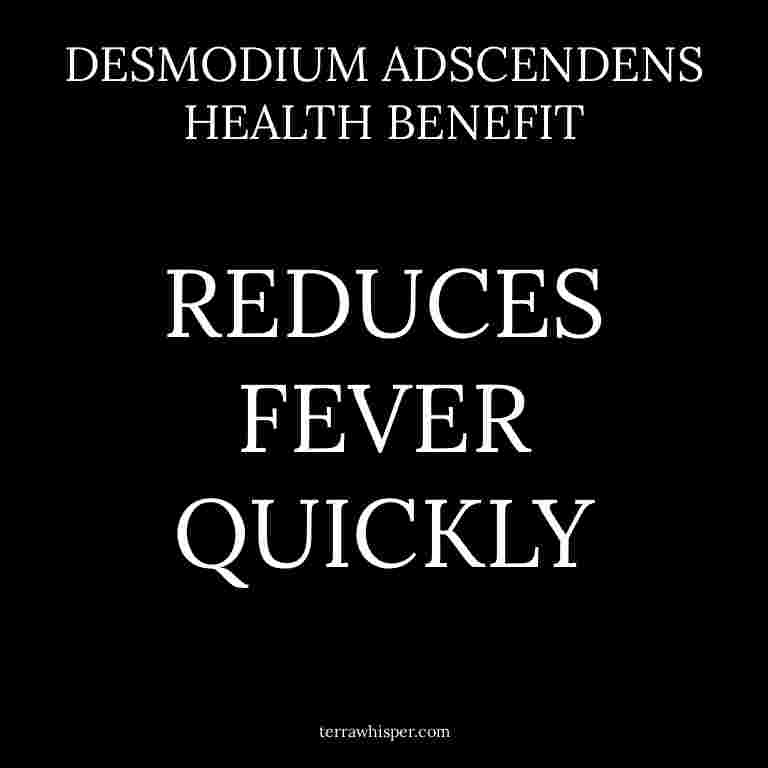 DESMODIUM ADSCENDENS
HEALTH BENEFIT
REDUCES
FEVER
QUICKLY
terrawhisper.com